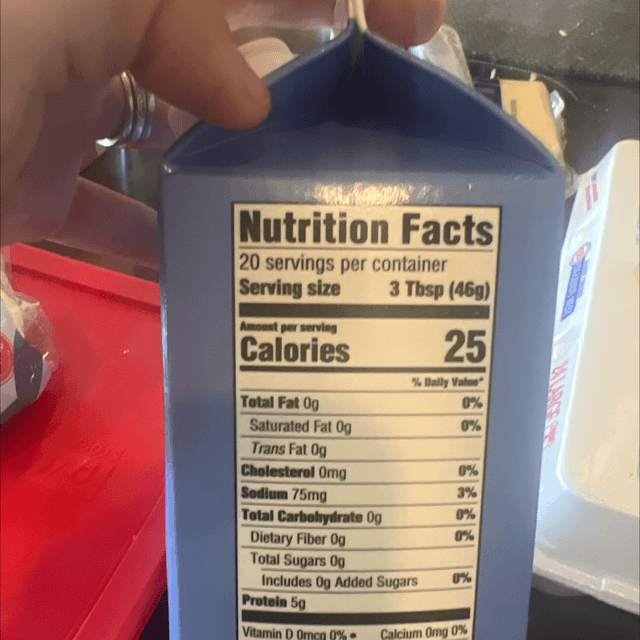 Nutrition Facts
20 servings per container
Serving size 3 Tbsp (46g)
Amount per serving
Calories 25
% Daily Value*
Total Fat 0g 0%
Saturated Fat 0g 0%
Trans Fat 0g
Cholesterol 0mg 0%
Sodium 75mg 3%
Total Carbohydrate 0g 0%
Dietary Fiber 0g 0%
Total Sugars 0g
Includes 0g Added Sugars 0%
Protein 5g
Vitamin D 0mcg 0% • Calcium 0mg 0%